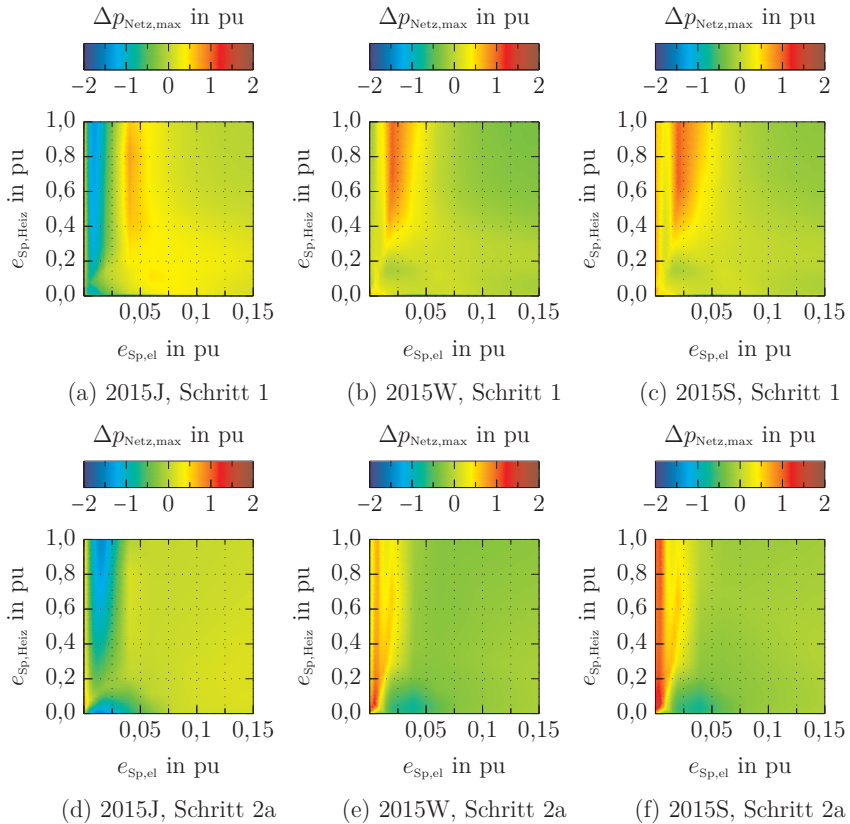 Δp_Netz,max in pu Δp_Netz,max in pu Δp_Netz,max in pu
−2 −1 0 1 2 −2 −1 0 1 2 −2 −1 0 1 2
e_Sp,Heiz in pu e_Sp,Heiz in pu e_Sp,Heiz in pu
1,0 1,0 1,0
0,8 0,8 0,8
0,6 0,6 0,6
0,4 0,4 0,4
0,2 0,2 0,2
0,0 0,0 0,0
0,05 0,1 0,15 0,05 0,1 0,15 0,05 0,1 0,15
e_Sp,el in pu e_Sp,el in pu e_Sp,el in pu
(a) 2015J, Schritt 1 (b) 2015W, Schritt 1 (c) 2015S, Schritt 1
Δp_Netz,max in pu Δp_Netz,max in pu Δp_Netz,max in pu
−2 −1 0 1 2 −2 −1 0 1 2 −2 −1 0 1 2
e_Sp,Heiz in pu e_Sp,Heiz in pu e_Sp,Heiz in pu
1,0 1,0 1,0
0,8 0,8 0,8
0,6 0,6 0,6
0,4 0,4 0,4
0,2 0,2 0,2
0,0 0,0 0,0
0,05 0,1 0,15 0,05 0,1 0,15 0,05 0,1 0,15
e_Sp,el in pu e_Sp,el in pu e_Sp,el in pu
(d) 2015J, Schritt 2a (e) 2015W, Schritt 2a (f) 2015S, Schritt 2a